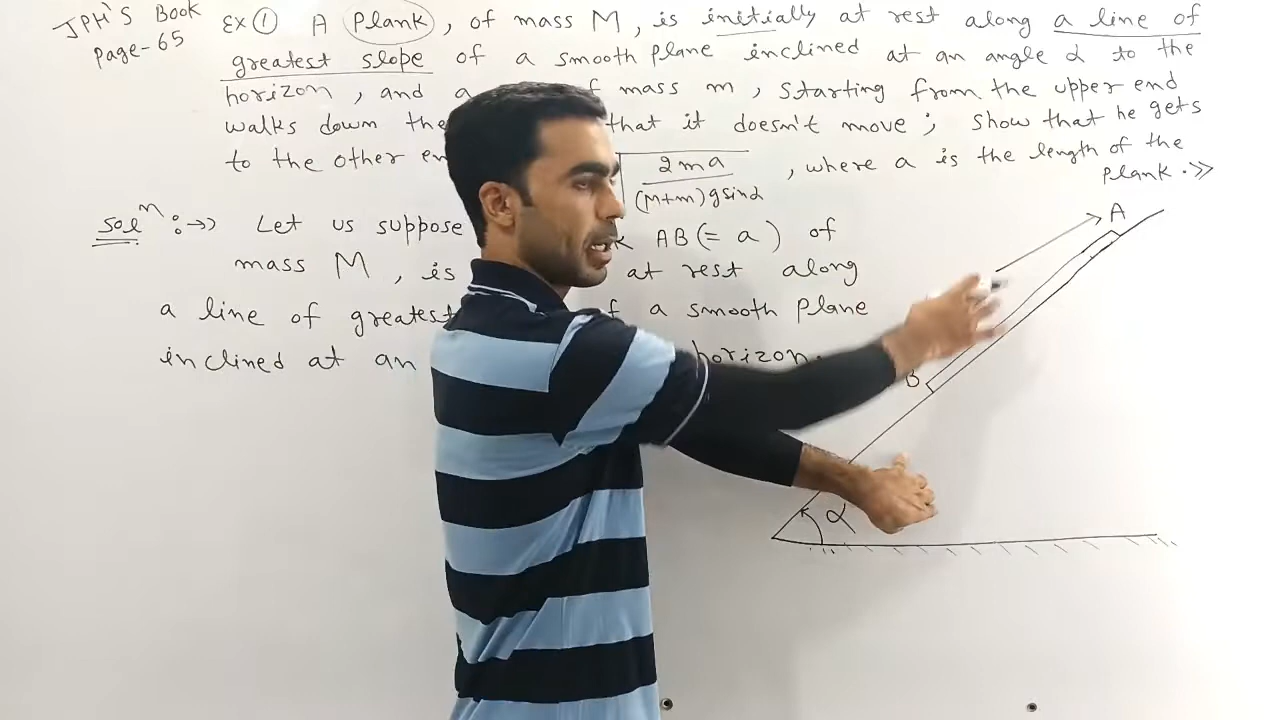 JPH'S Book
Page-65
Ex ① A Plank, of mass M, is initially at rest along a line of
greatest slope of a smooth plane inclined at an angle α to the
horizon, and a mass m, starting from the upper end
walks down the that it doesn't move; Show that he gets
to the other √2ma/(M+m)gsinα, where a is the length of the
plank. >>
Solⁿ :→) Let us suppose AB(= a) of
mass M, is at rest along
a line of greatest of a smooth Plane
inclined at an horizon.
A
B
α